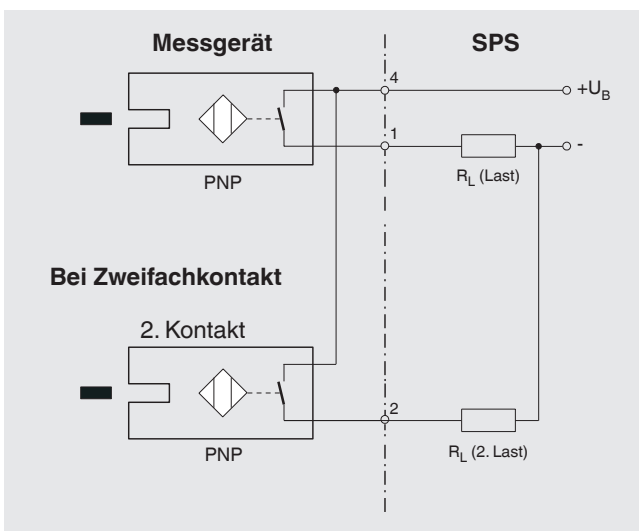 Messgerät
SPS
4
+U_B
1
-
R_L (Last)
PNP
Bei Zweifachkontakt
2. Kontakt
2
R_L (2. Last)
PNP